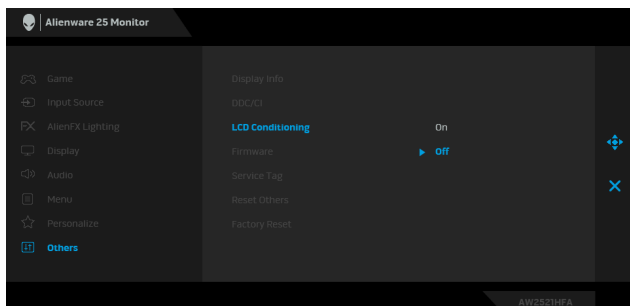 Alienware 25 Monitor
Game
Input Source
FX AlienFX Lighting
Display
Audio
Menu
Personalize
Others
Display Info
DDC/CI
LCD Conditioning On
Firmware Off
Service Tag
Reset Others
Factory Reset
AW2521HFA